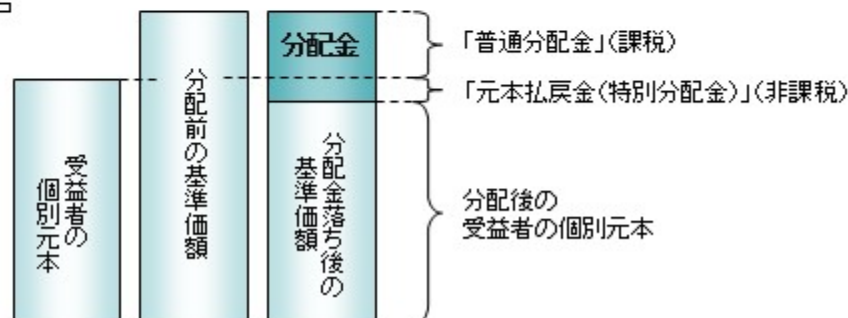 受益者の
個別元本
分配前の基準価額
分配金
分配金落ち後の
基準価額
「普通分配金」(課税)
「元本払戻金(特別分配金)」(非課税)
分配後の
受益者の個別元本